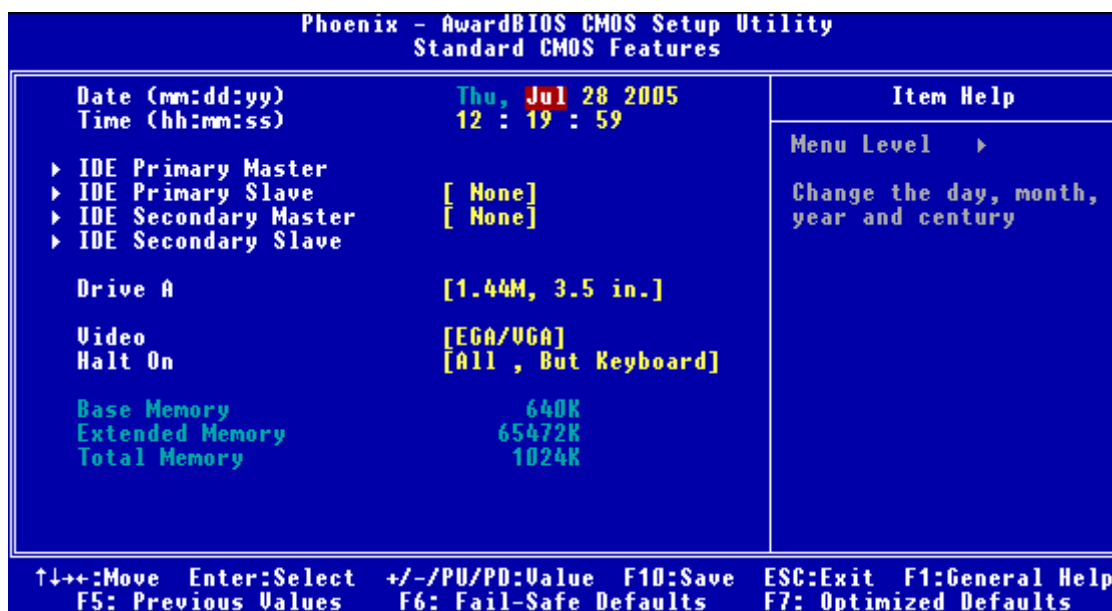 Phoenix - AwardBIOS CMOS Setup Utility
Standard CMOS Features
Date (mm:dd:yy) Thu, Jul 28 2005
Time (hh:mm:ss) 12 : 19 : 59
▸ IDE Primary Master
▸ IDE Primary Slave [ None]
▸ IDE Secondary Master [ None]
▸ IDE Secondary Slave
Drive A [1.44M, 3.5 in.]
Video [EGA/VGA]
Halt On [All , But Keyboard]
Base Memory 640K
Extended Memory 65472K
Total Memory 1024K
Item Help
Menu Level ▸
Change the day, month,
year and century
↑↓→←:Move Enter:Select +/-/PU/PD:Value F10:Save ESC:Exit F1:General Help
F5: Previous Values F6: Fail-Safe Defaults F7: Optimized Defaults